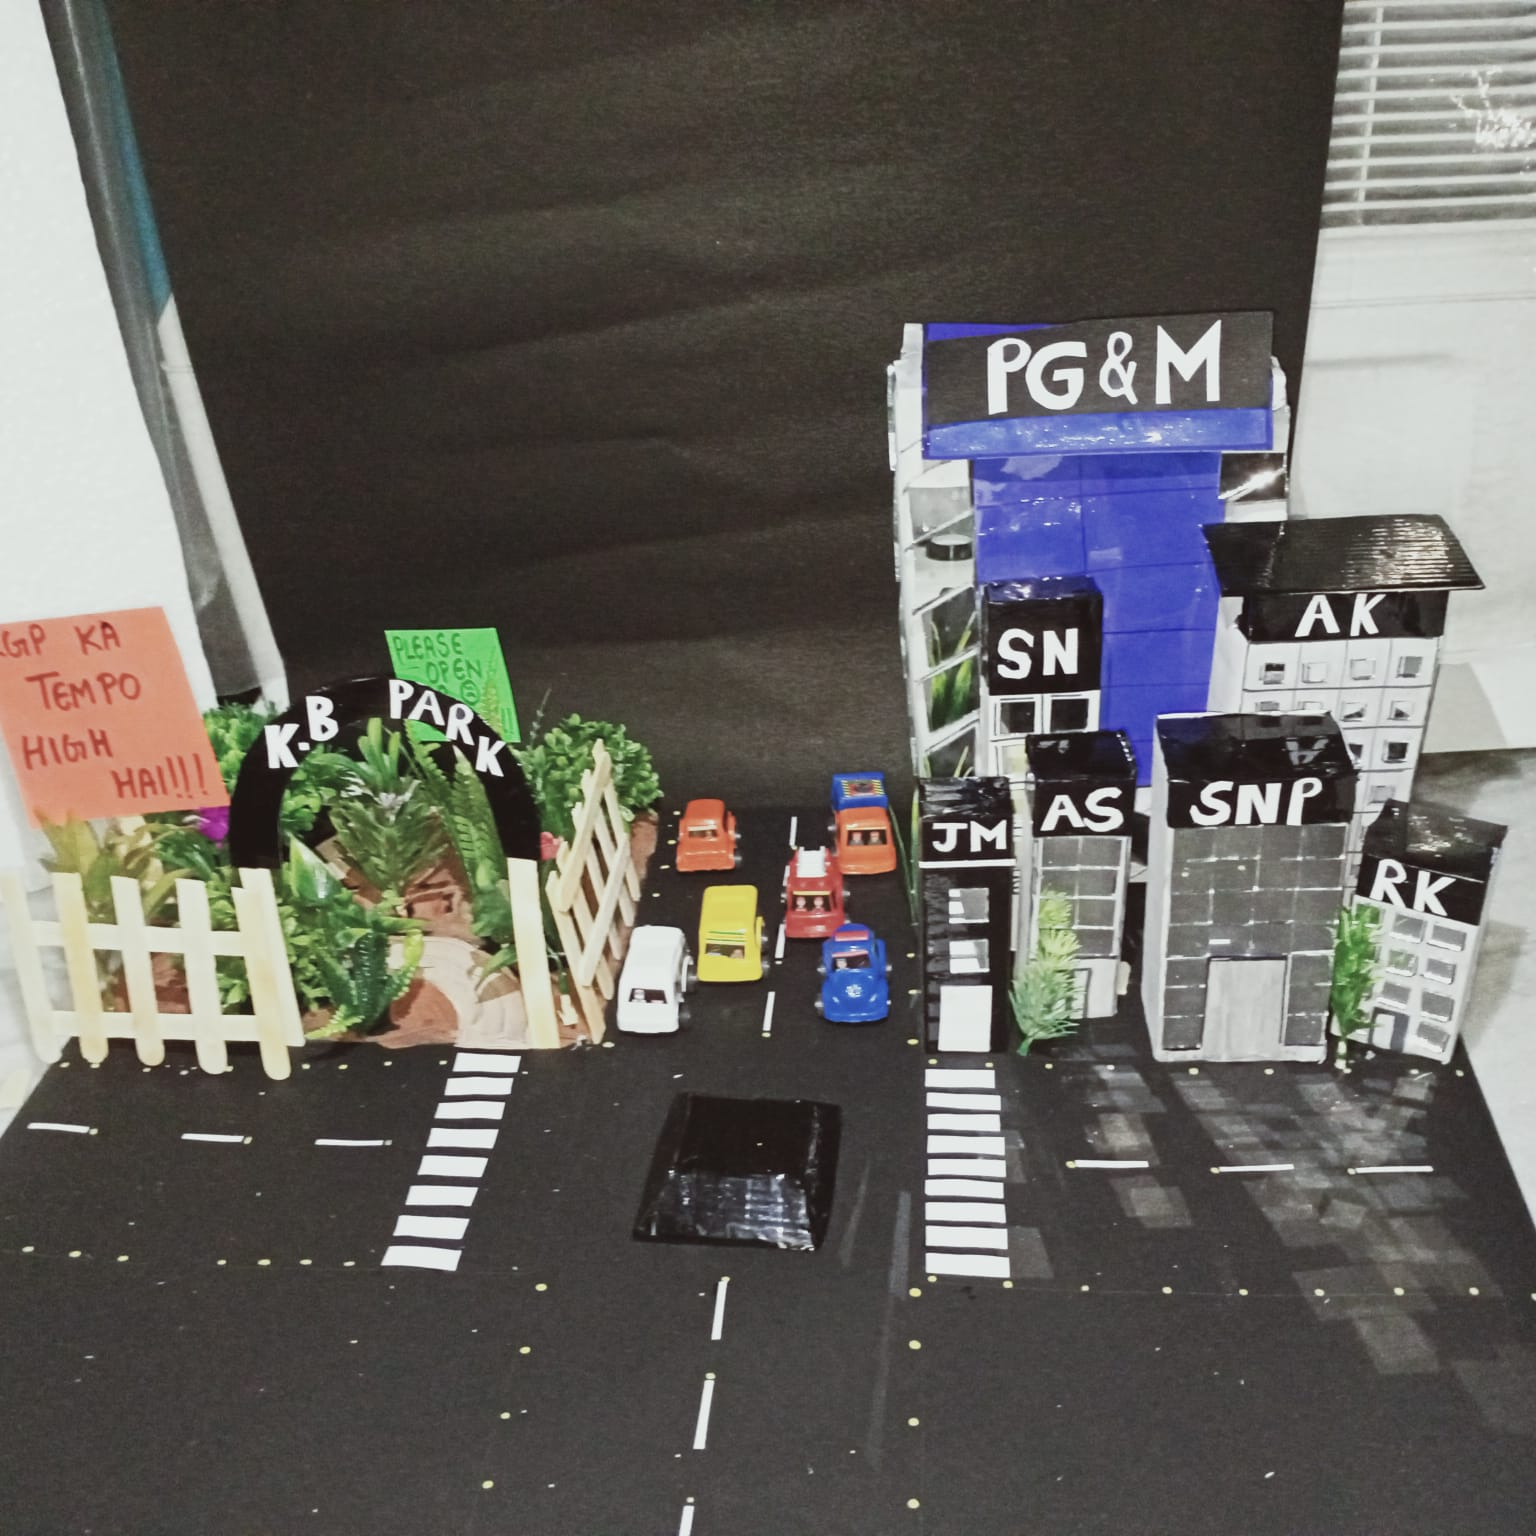 GP KA
TEMPO
HIGH
HAI!!!
PLEASE
OPEN
K.B PARK
PG&M
SN
AK
JM
AS
SNP
RK